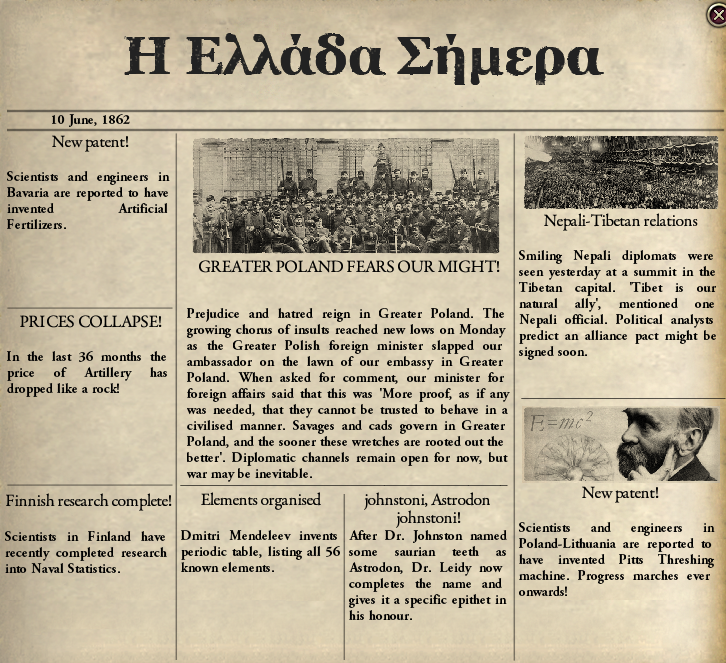 Η Ελλάδα Σήμερα
10 June, 1862
New patent!
Scientists and engineers in
Bavaria are reported to have
invented Artificial
Fertilizers.
PRICES COLLAPSE!
In the last 36 months the
price of Artillery has
dropped like a rock!
Finnish research complete!
Scientists in Finland have
recently completed research
into Naval Statistics.
GREATER POLAND FEARS OUR MIGHT!
Prejudice and hatred reign in Greater Poland. The
growing chorus of insults reached new lows on Monday
as the Greater Polish foreign minister slapped our
ambassador on the lawn of our embassy in Greater
Poland. When asked for comment, our minister for
foreign affairs said that this was 'More proof, as if any
was needed, that they cannot be trusted to behave in a
civilised manner. Savages and cads govern in Greater
Poland, and the sooner these wretches are rooted out the
better'. Diplomatic channels remain open for now, but
war may be inevitable.
Elements organised
Dmitri Mendeleev invents
periodic table, listing all 56
known elements.
johnstoni, Astrodon
johnstoni!
After Dr. Johnston named
some saurian teeth as
Astrodon, Dr. Leidy now
completes the name and
gives it a specific epithet in
his honour.
Nepali-Tibetan relations
Smiling Nepali diplomats were
seen yesterday at a summit in the
Tibetan capital. 'Tibet is our
natural ally', mentioned one
Nepali official. Political analysts
predict an alliance pact might be
signed soon.
E=mc²
New patent!
Scientists and engineers in
Poland-Lithuania are reported to
have invented Pitts Threshing
machine. Progress marches ever
onwards!